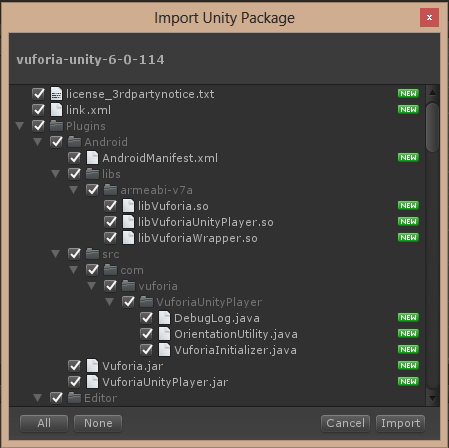 Import Unity Package
x
vuforia-unity-6-0-114
license_3rdpartynotice.txt NEW
link.xml NEW
Plugins
Android
AndroidManifest.xml NEW
libs
armeabi-v7a
libVuforia.so NEW
libVuforiaUnityPlayer.so NEW
libVuforiaWrapper.so NEW
src
com
vuforia
VuforiaUnityPlayer
DebugLog.java NEW
OrientationUtility.java NEW
VuforiaInitializer.java NEW
Vuforia.jar NEW
VuforiaUnityPlayer.jar NEW
Editor
All None Cancel Import